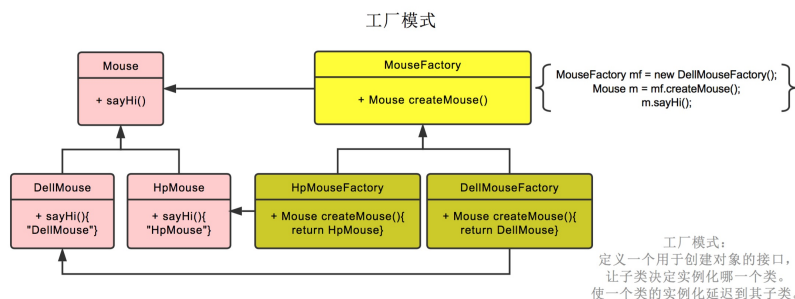 工厂模式
Mouse
+ sayHi()
MouseFactory
+ Mouse createMouse()
MouseFactory mf = new DellMouseFactory();
Mouse m = mf.createMouse();
m.sayHi();
DellMouse
+ sayHi(){
"DellMouse"}
HpMouse
+ sayHi(){
"HpMouse"}
HpMouseFactory
+ Mouse createMouse(){
return HpMouse}
DellMouseFactory
+ Mouse createMouse(){
return DellMouse}
工厂模式：
定义一个用于创建对象的接口，
让子类决定实例化哪一个类。
使一个类的实例化延迟到其子类.